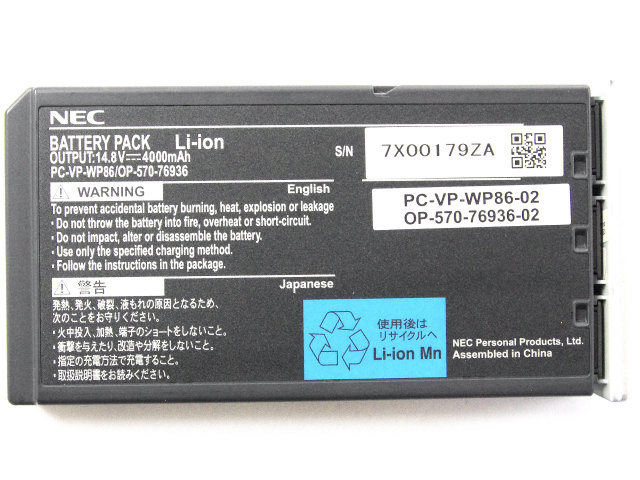 NEC
BATTERY PACK Li-ion
OUTPUT:14.8V⎓4000mAh
PC-VP-WP86/OP-570-76936
S/N 7X00179ZA
PC-VP-WP86-02
OP-570-76936-02
WARNING English
To prevent accidental battery burning, heat, explosion or leakage
・Do not throw the battery into fire, overheat or short-circuit.
・Do not impact, alter or disassemble the battery.
・Use only the specified charging method.
・Follow the instructions in the package.
警告 Japanese
発熱、発火、破裂、液もれの原因となるため、
次のことをお守りください。
・火中投入、加熱、端子のショートをしないこと。
・衝撃を与えたり、改造や分解をしないこと。
・指定の充電方法で充電すること。
・取扱説明書をお読みください。
使用後は
リサイクルへ
Li-ion Mn
NEC Personal Products, Ltd.
Assembled in China